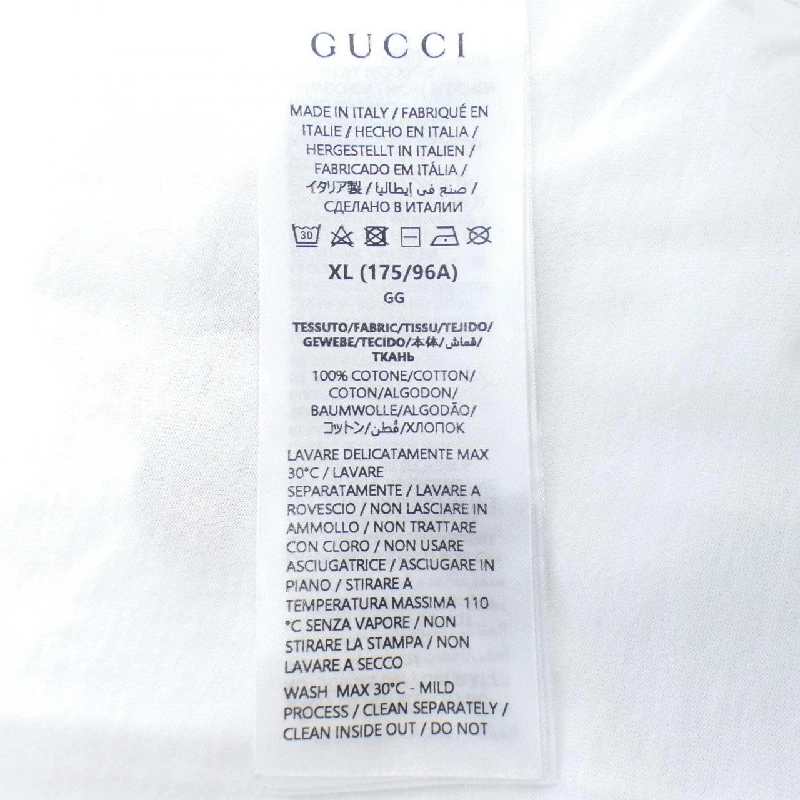 GUCCI
MADE IN ITALY / FABRIQUÉ EN
ITALIE / HECHO EN ITALIA /
HERGESTELLT IN ITALIEN /
FABRICADO EM ITÁLIA /
イタリア製 / صنع في إيطاليا /
СДЕЛАНО В ИТАЛИИ
30
XL (175/96A)
GG
TESSUTO/FABRIC/TISSU/TEJIDO/
GEWEBE/TECIDO/本体/قماش/
ТКАНЬ
100% COTONE/COTTON/
COTON/ALGODON/
BAUMWOLLE/ALGODÃO/
コットン/قُطن/ХЛОПОК
LAVARE DELICATAMENTE MAX
30°C / LAVARE
SEPARATAMENTE / LAVARE A
ROVESCIO / NON LASCIARE IN
AMMOLLO / NON TRATTARE
CON CLORO / NON USARE
ASCIUGATRICE / ASCIUGARE IN
PIANO / STIRARE A
TEMPERATURA MASSIMA 110
°C SENZA VAPORE / NON
STIRARE LA STAMPA / NON
LAVARE A SECCO
WASH MAX 30°C - MILD
PROCESS / CLEAN SEPARATELY /
CLEAN INSIDE OUT / DO NOT